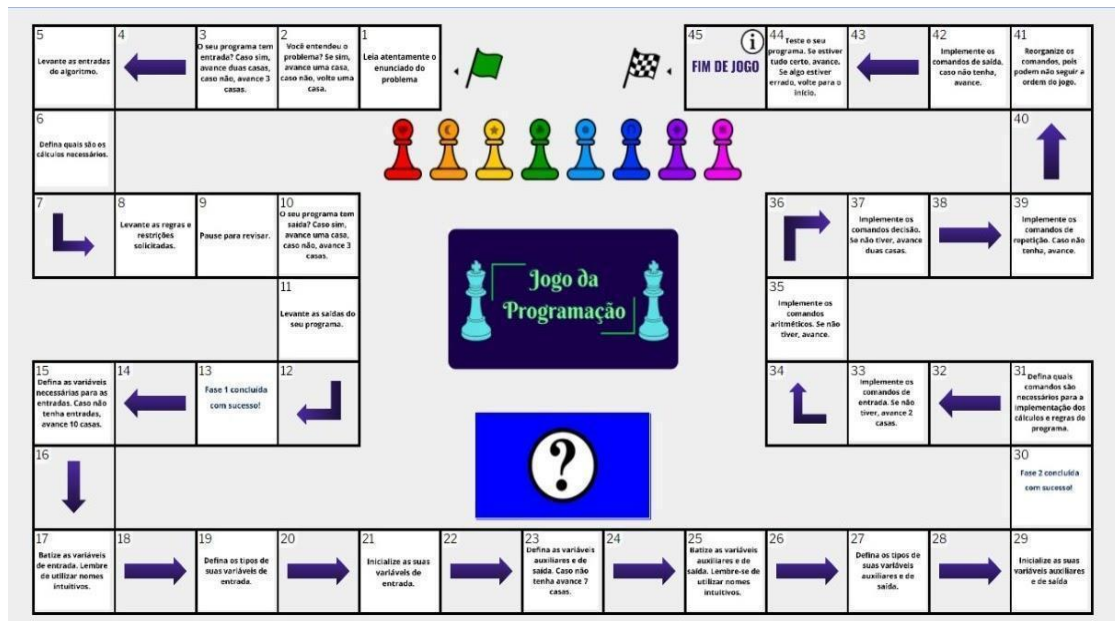 1
Leia atentamente o
enunciado do
problema
2
Você entendeu o
problema? Se sim,
avance uma casa,
caso não, volte uma
casa.
3
O seu programa tem
entrada? Caso sim,
avance duas casas,
caso não, avance 3
casas.
4
5
Levante as entradas
do algoritmo.
6
Defina quais são os
cálculos necessários.
7
8
Levante as regras e
restrições
solicitadas.
9
Pause para revisar.
10
O seu programa tem
saída? Caso sim,
avance uma casa,
caso não, avance 3
casas.
11
Levante as saídas do
seu programa.
12
13
Fase 1 concluída
com sucesso!
14
15
Defina as variáveis
necessárias para as
entradas. Caso não
tenha entradas,
avance 10 casas.
16
17
Batize as variáveis
de entrada. Lembre
de utilizar nomes
intuitivos.
18
19
Defina os tipos de
suas variáveis de
entrada.
20
21
Inicialize as suas
variáveis de
entrada.
22
23
Defina as variáveis
auxiliares e de
saída. Caso não
tenha avance 7
casas.
24
25
Batize as variáveis
auxiliares e de
saída. Lembre-se de
utilizar nomes
intuitivos.
26
27
Defina os tipos de
suas variáveis
auxiliares e de
saída.
28
29
Inicialize as suas
variáveis auxiliares
e de saída
30
Fase 2 concluída
com sucesso!
31
Defina quais
comandos são
necessários para a
implementação dos
cálculos e regras do
programa.
32
33
Implemente os
comandos de
entrada. Se não
tiver, avance 2
casas.
34
35
Implemente os
comandos
aritméticos. Se não
tiver, avance.
36
37
Implemente os
comandos decisão.
Se não tiver, avance
duas casas.
38
39
Implemente os
comandos de
repetição. Caso não
tenha, avance.
40
41
Reorganize os
comandos, pois
podem não seguir a
ordem do jogo.
42
Implemente os
comandos de saída,
caso não tenha,
avance.
43
44
Teste o seu
programa. Se estiver
tudo certo, avance.
Se algo estiver
errado, volte para o
início.
45
i
FIM DE JOGO
Jogo da
Programação
?